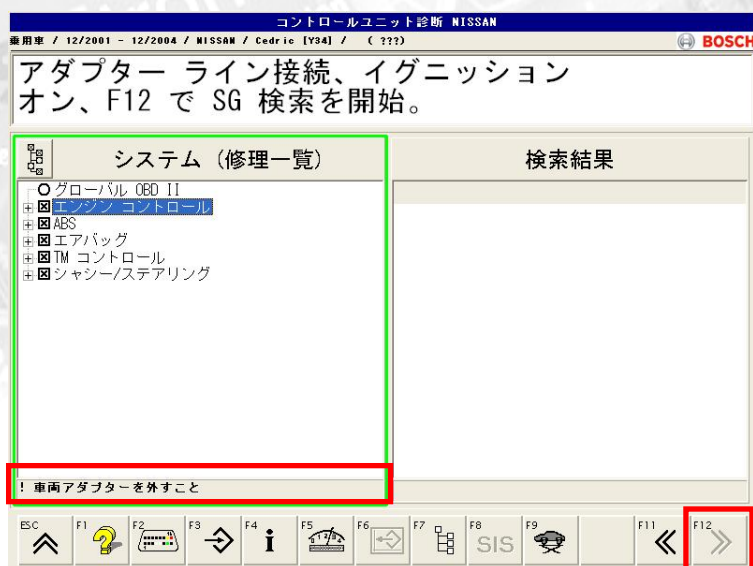 コントロールユニット診断 NISSAN
乗用車 / 12/2001 - 12/2004 / NISSAN / Cedric [Y34] / ( ???)
BOSCH
アダプター ライン接続、イグニッション
オン、F12 で SG 検索を開始。
システム (修理一覧)
検索結果
グローバル OBD II
エンジン コントロール
ABS
エアバッグ
TM コントロール
シャシー/ステアリング
! 車両アダプターを外すこと
ESC F1 F2 F3 F4 F5 F6 F7 F8 F9 F11 F12
SIS